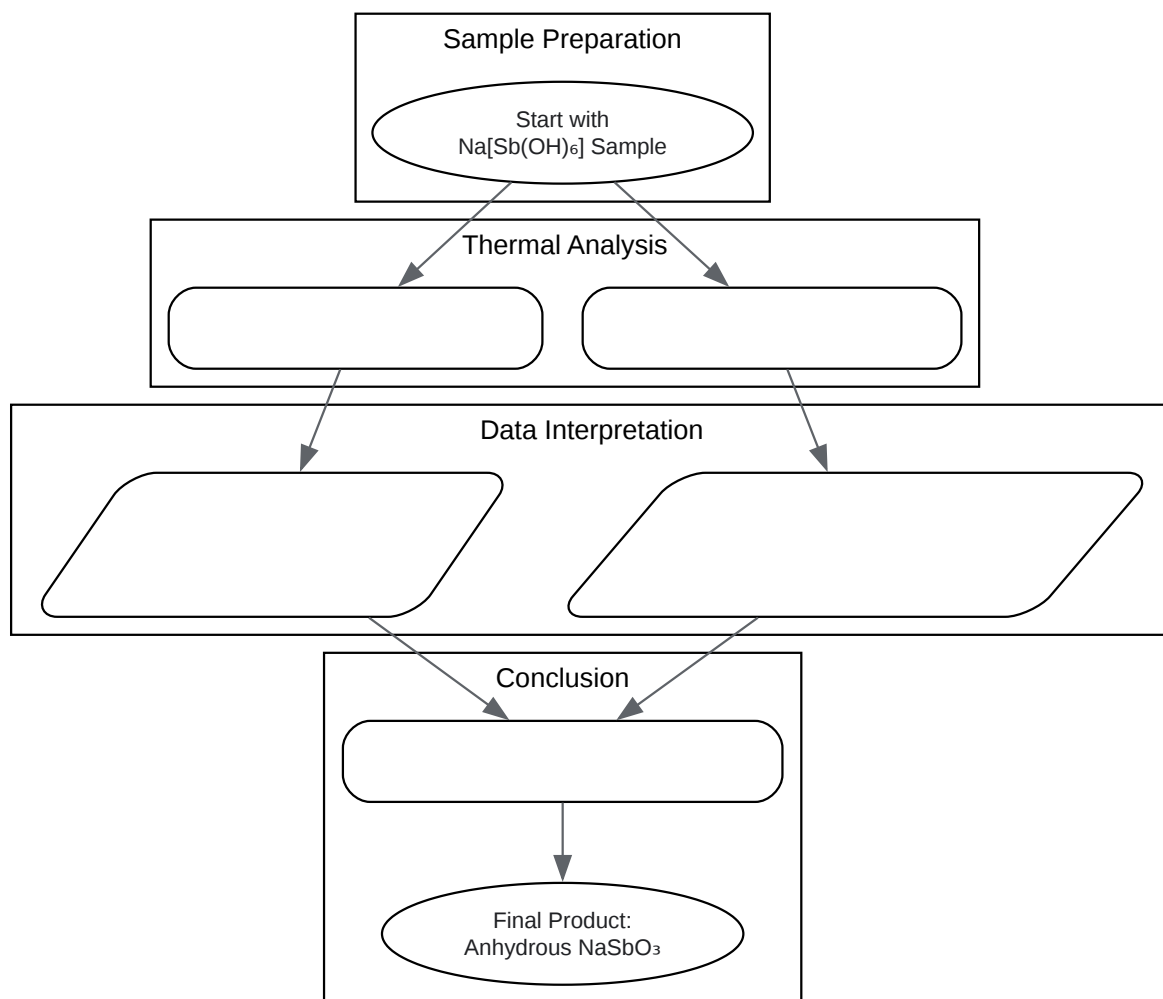 Sample Preparation
Start with
Na[Sb(OH)₆] Sample
Thermal Analysis
Data Interpretation
Conclusion
Final Product:
Anhydrous NaSbO₃